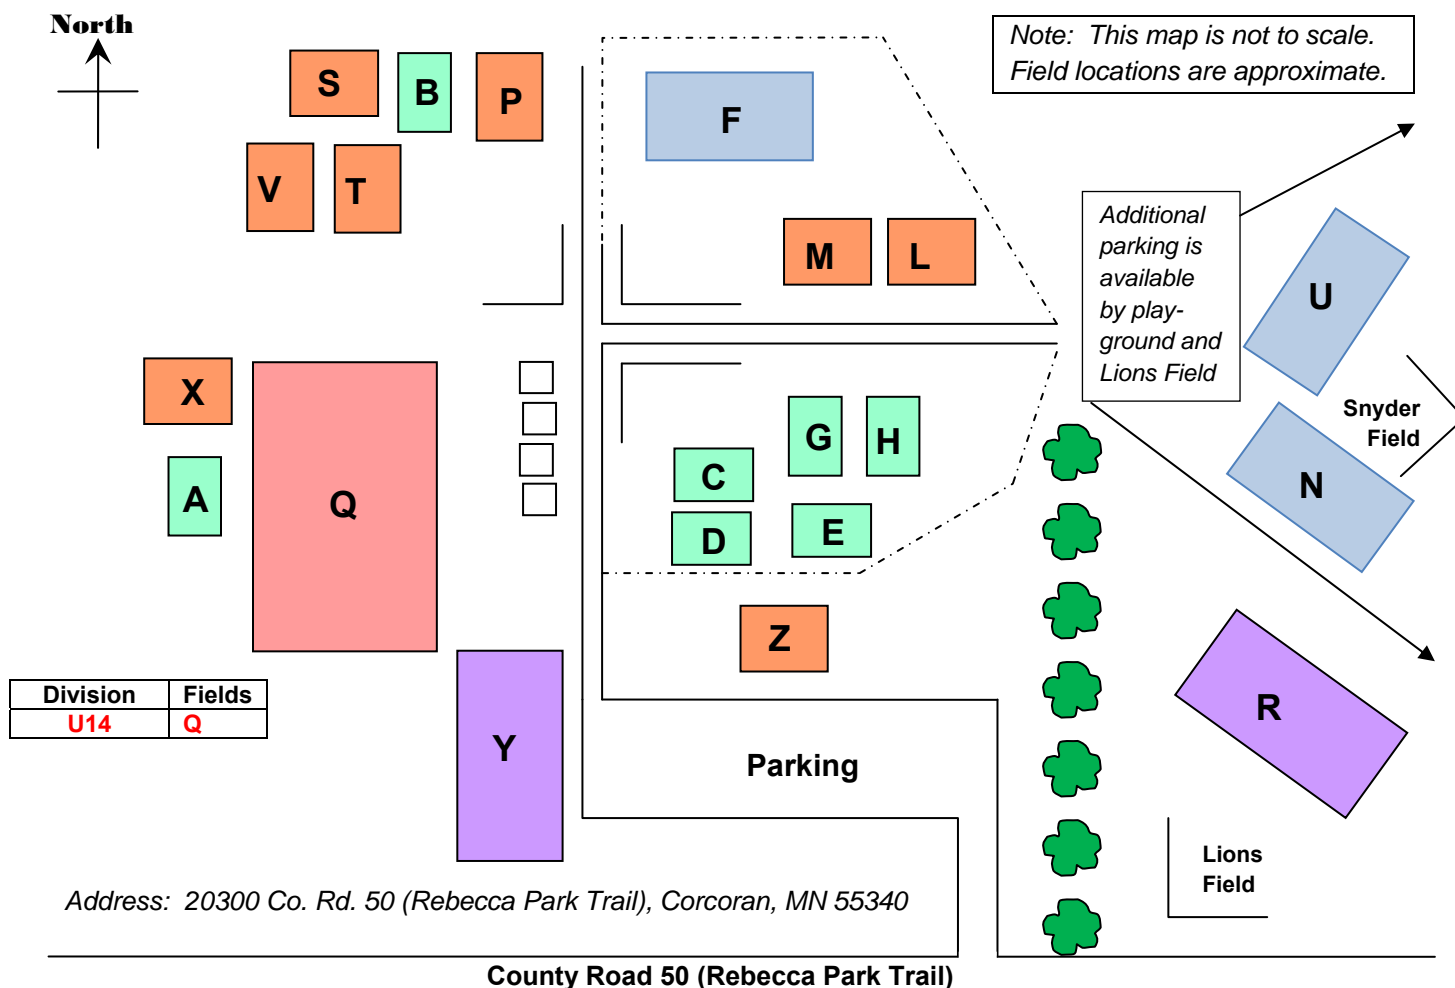 North
Note: This map is not to scale.
Field locations are approximate.
S
B
P
F
V
T
M
L
Additional
parking is
available
by play-
ground and
Lions Field
U
X
Snyder
Field
G
H
C
A
Q
N
D
E
Z
Division Fields
U14 Q
R
Y
Parking
Lions
Field
Address: 20300 Co. Rd. 50 (Rebecca Park Trail), Corcoran, MN 55340
County Road 50 (Rebecca Park Trail)